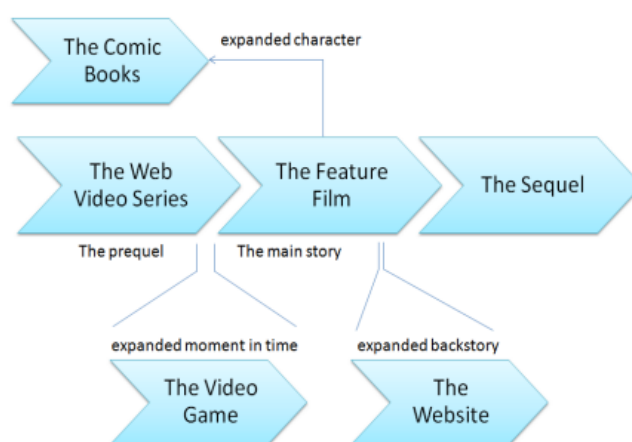 The Comic
Books
expanded character
The Web
Video Series
The Feature
Film
The Sequel
The prequel
The main story
expanded moment in time
expanded backstory
The Video
Game
The
Website